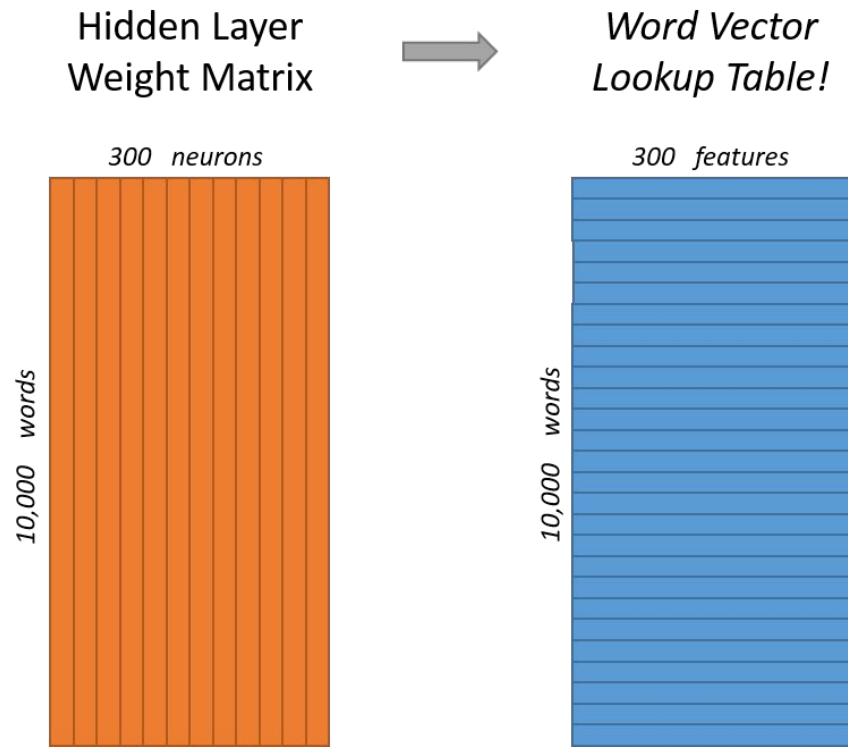 Hidden Layer
Weight Matrix
Word Vector
Lookup Table!
300 neurons
10,000 words
300 features
10,000 words